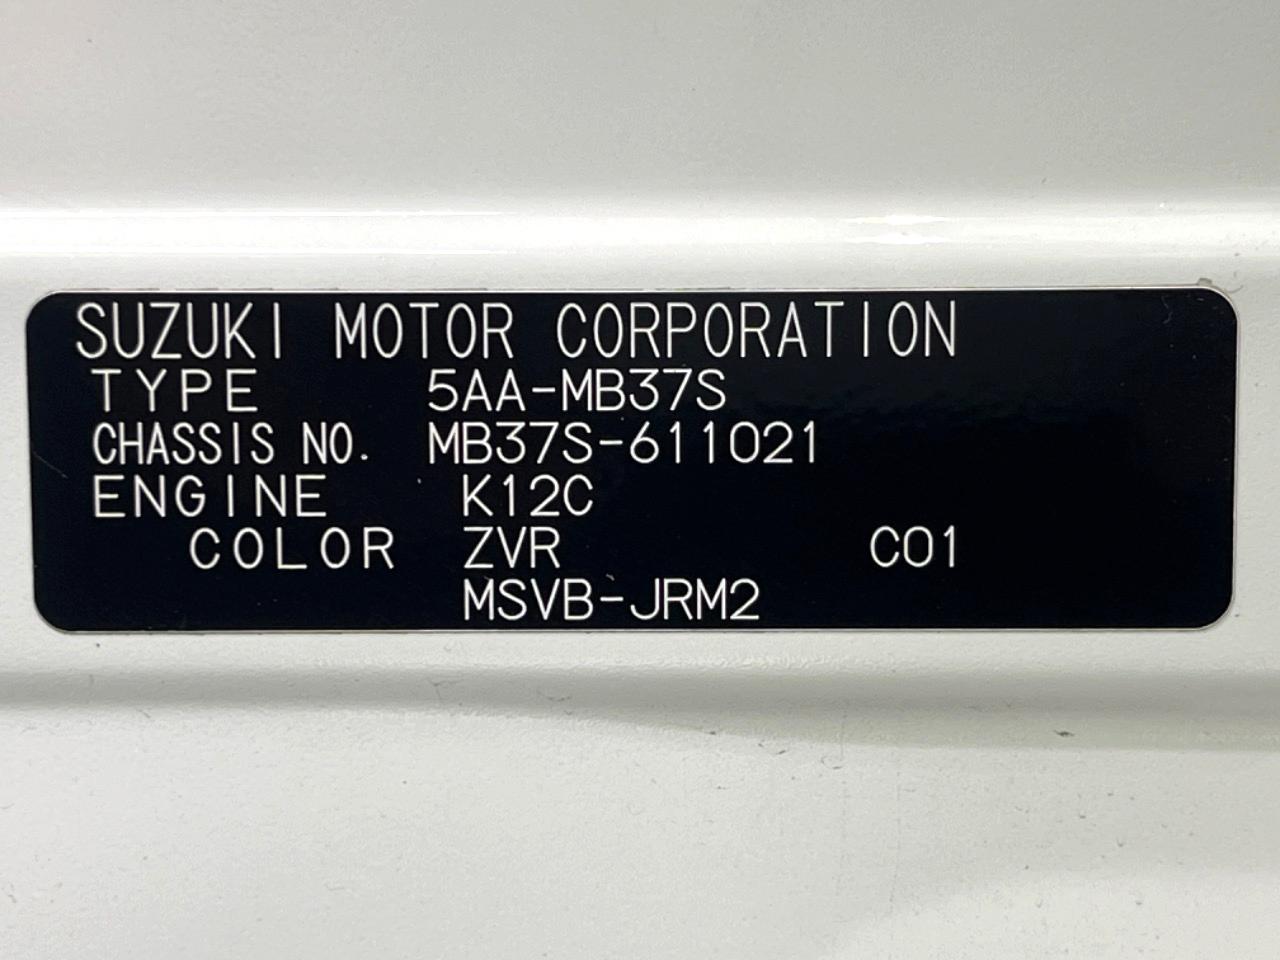 SUZUKI MOTOR CORPORATION
TYPE 5AA-MB37S
CHASSIS NO. MB37S-611021
ENGINE K12C
COLOR ZVR C01
MSVB-JRM2